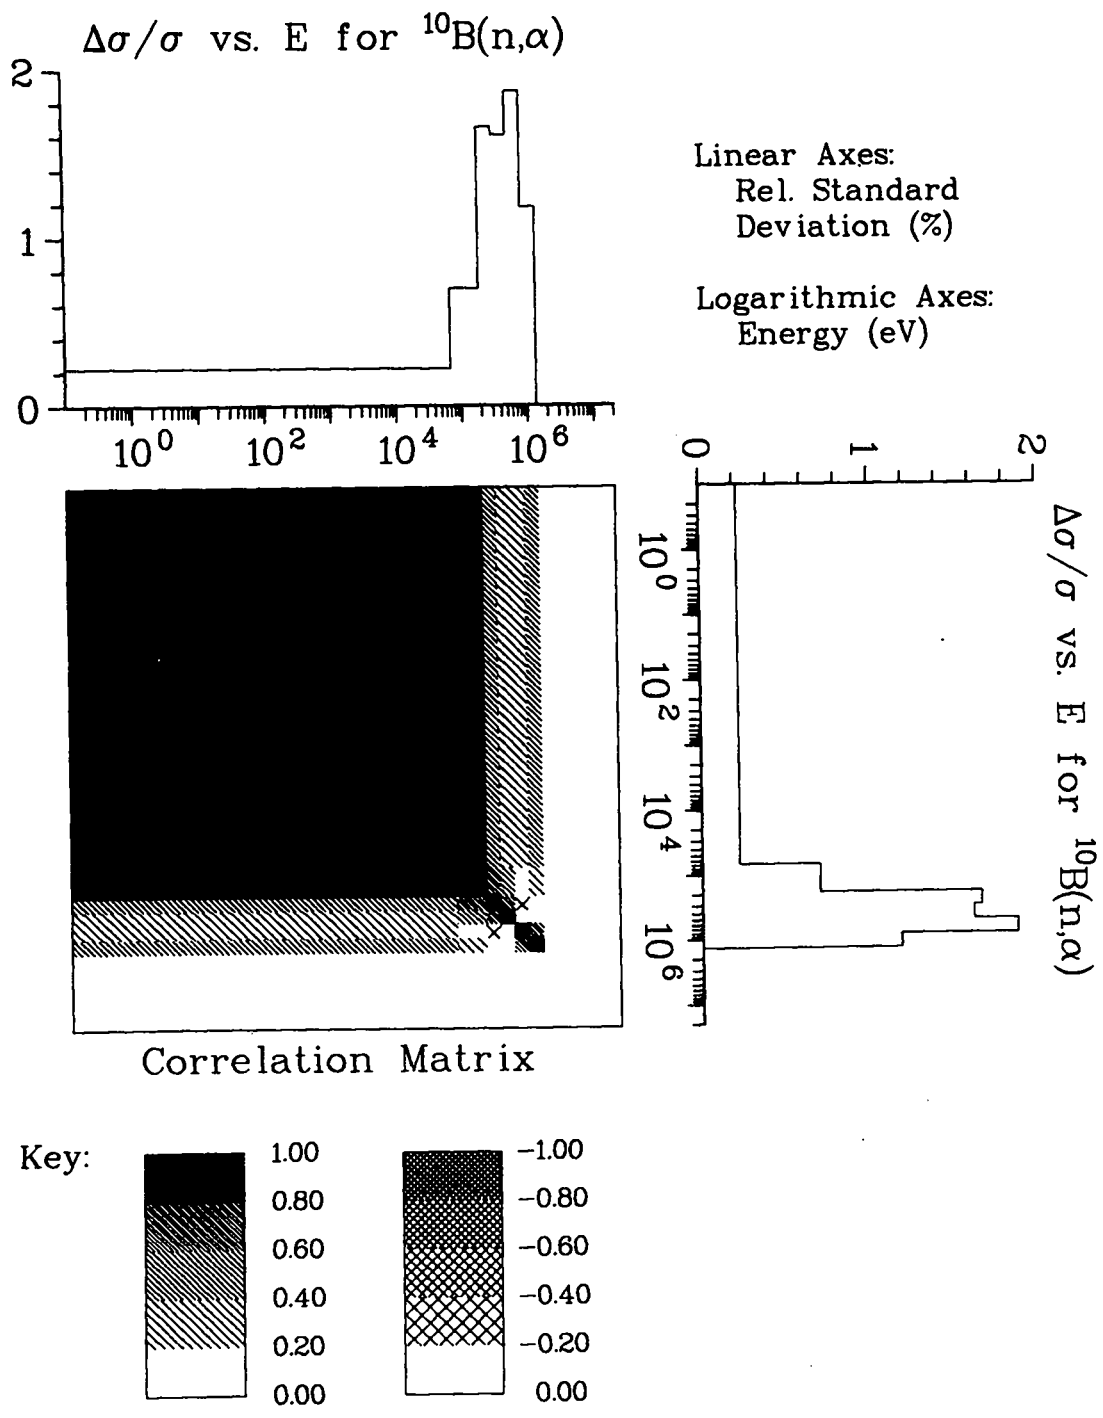 Δσ/σ vs. E for ¹⁰B(n,α)
2
1
0
10⁰ 10² 10⁴ 10⁶
Linear Axes:
Rel. Standard
Deviation (%)
Logarithmic Axes:
Energy (eV)
0 1 2
10⁰
10²
10⁴
10⁶
Δσ/σ vs. E for ¹⁰B(n,α)
Correlation Matrix
Key:
1.00
0.80
0.60
0.40
0.20
0.00
-1.00
-0.80
-0.60
-0.40
-0.20
0.00